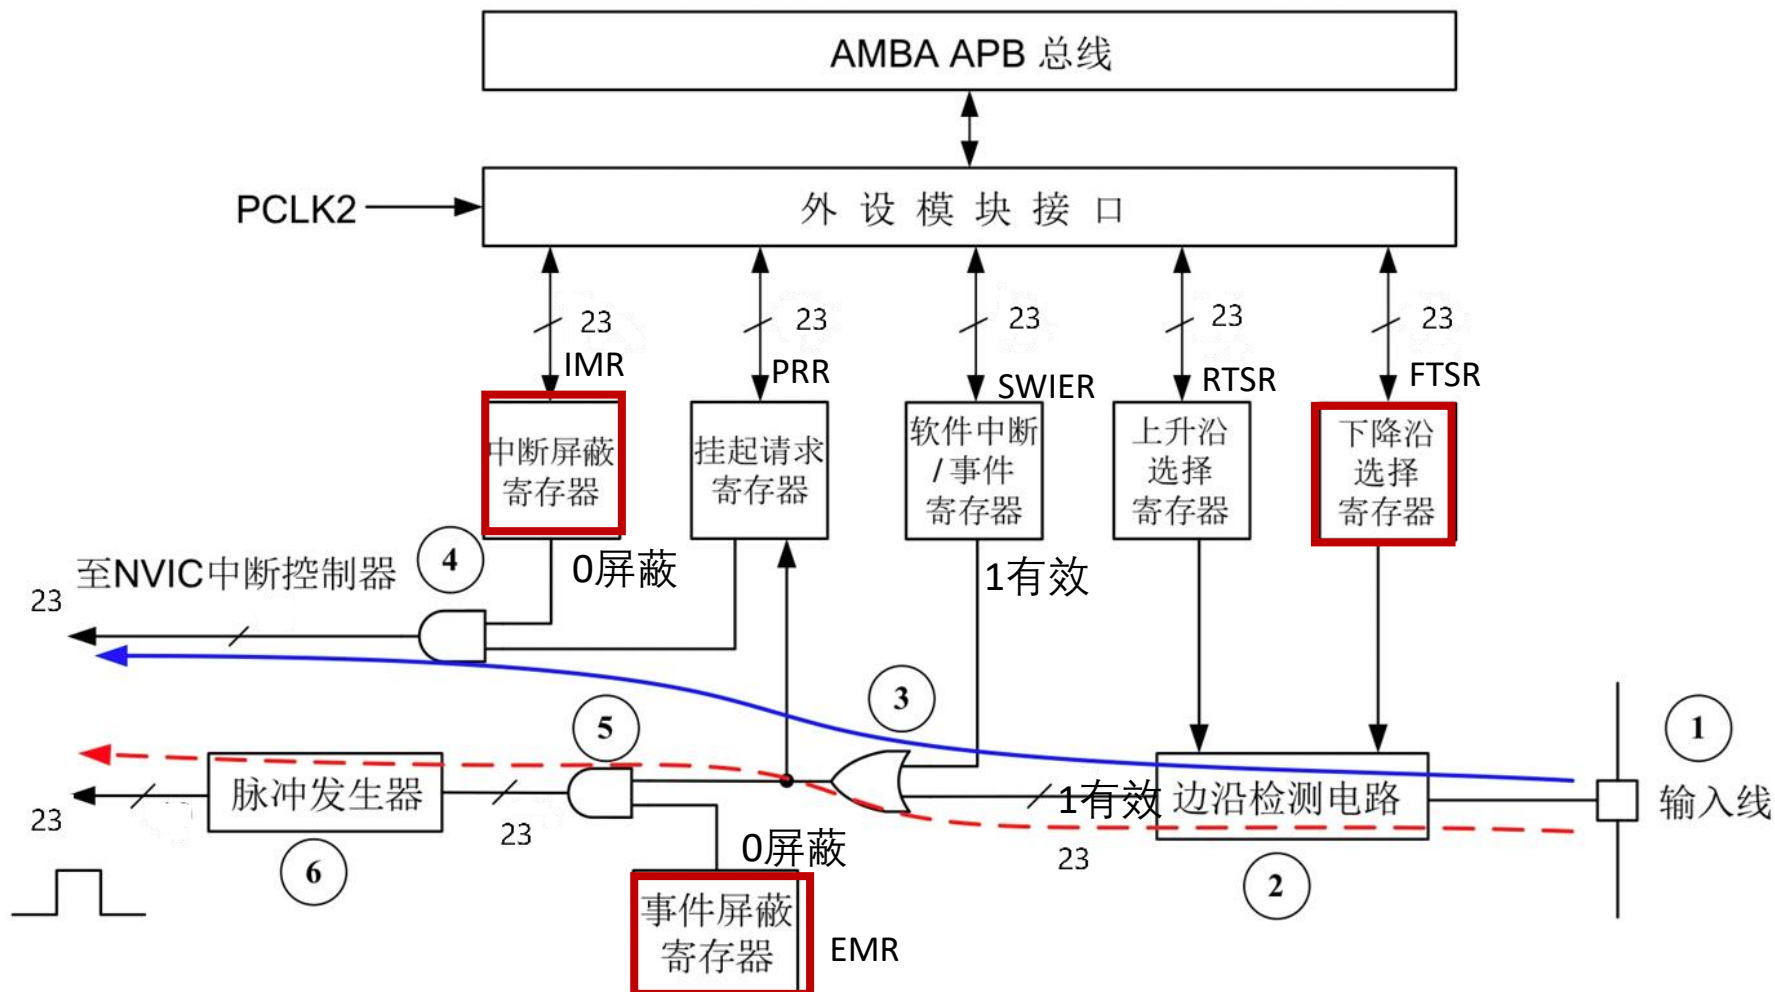 AMBA APB 总线
PCLK2
外设模块接口
23
23
23
23
23
IMR
PRR
SWIER
RTSR
FTSR
中断屏蔽
寄存器
挂起请求
寄存器
软件中断
/事件
寄存器
上升沿
选择
寄存器
下降沿
选择
寄存器
4
至NVIC中断控制器
0屏蔽
1有效
23
3
1
5
脉冲发生器
1有效
边沿检测电路
输入线
23
23
0屏蔽
23
6
2
事件屏蔽
寄存器
EMR